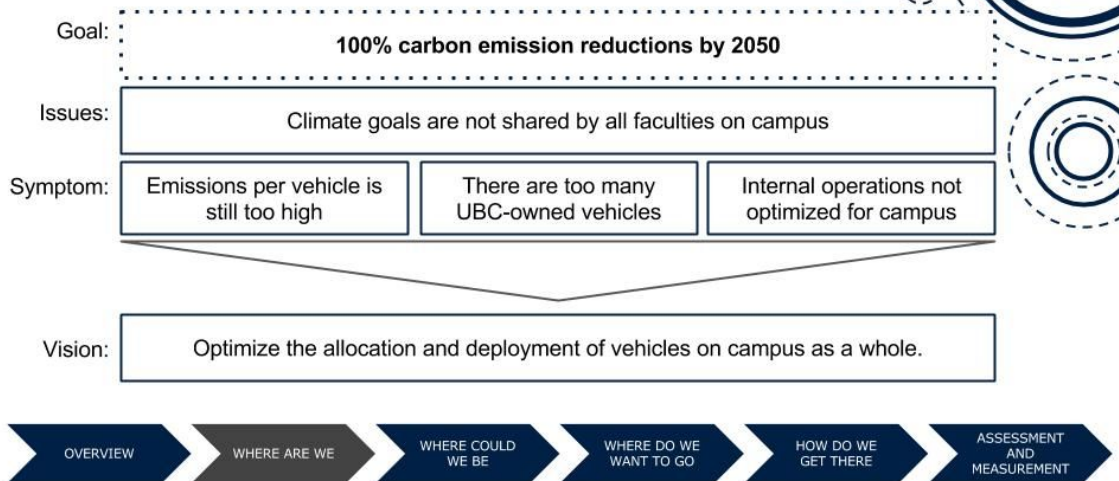 Goal:
100% carbon emission reductions by 2050
Issues:
Climate goals are not shared by all faculties on campus
Symptom:
Emissions per vehicle is
still too high
There are too many
UBC-owned vehicles
Internal operations not
optimized for campus
Vision:
Optimize the allocation and deployment of vehicles on campus as a whole.
OVERVIEW
WHERE ARE WE
WHERE COULD
WE BE
WHERE DO WE
WANT TO GO
HOW DO WE
GET THERE
ASSESSMENT
AND
MEASUREMENT